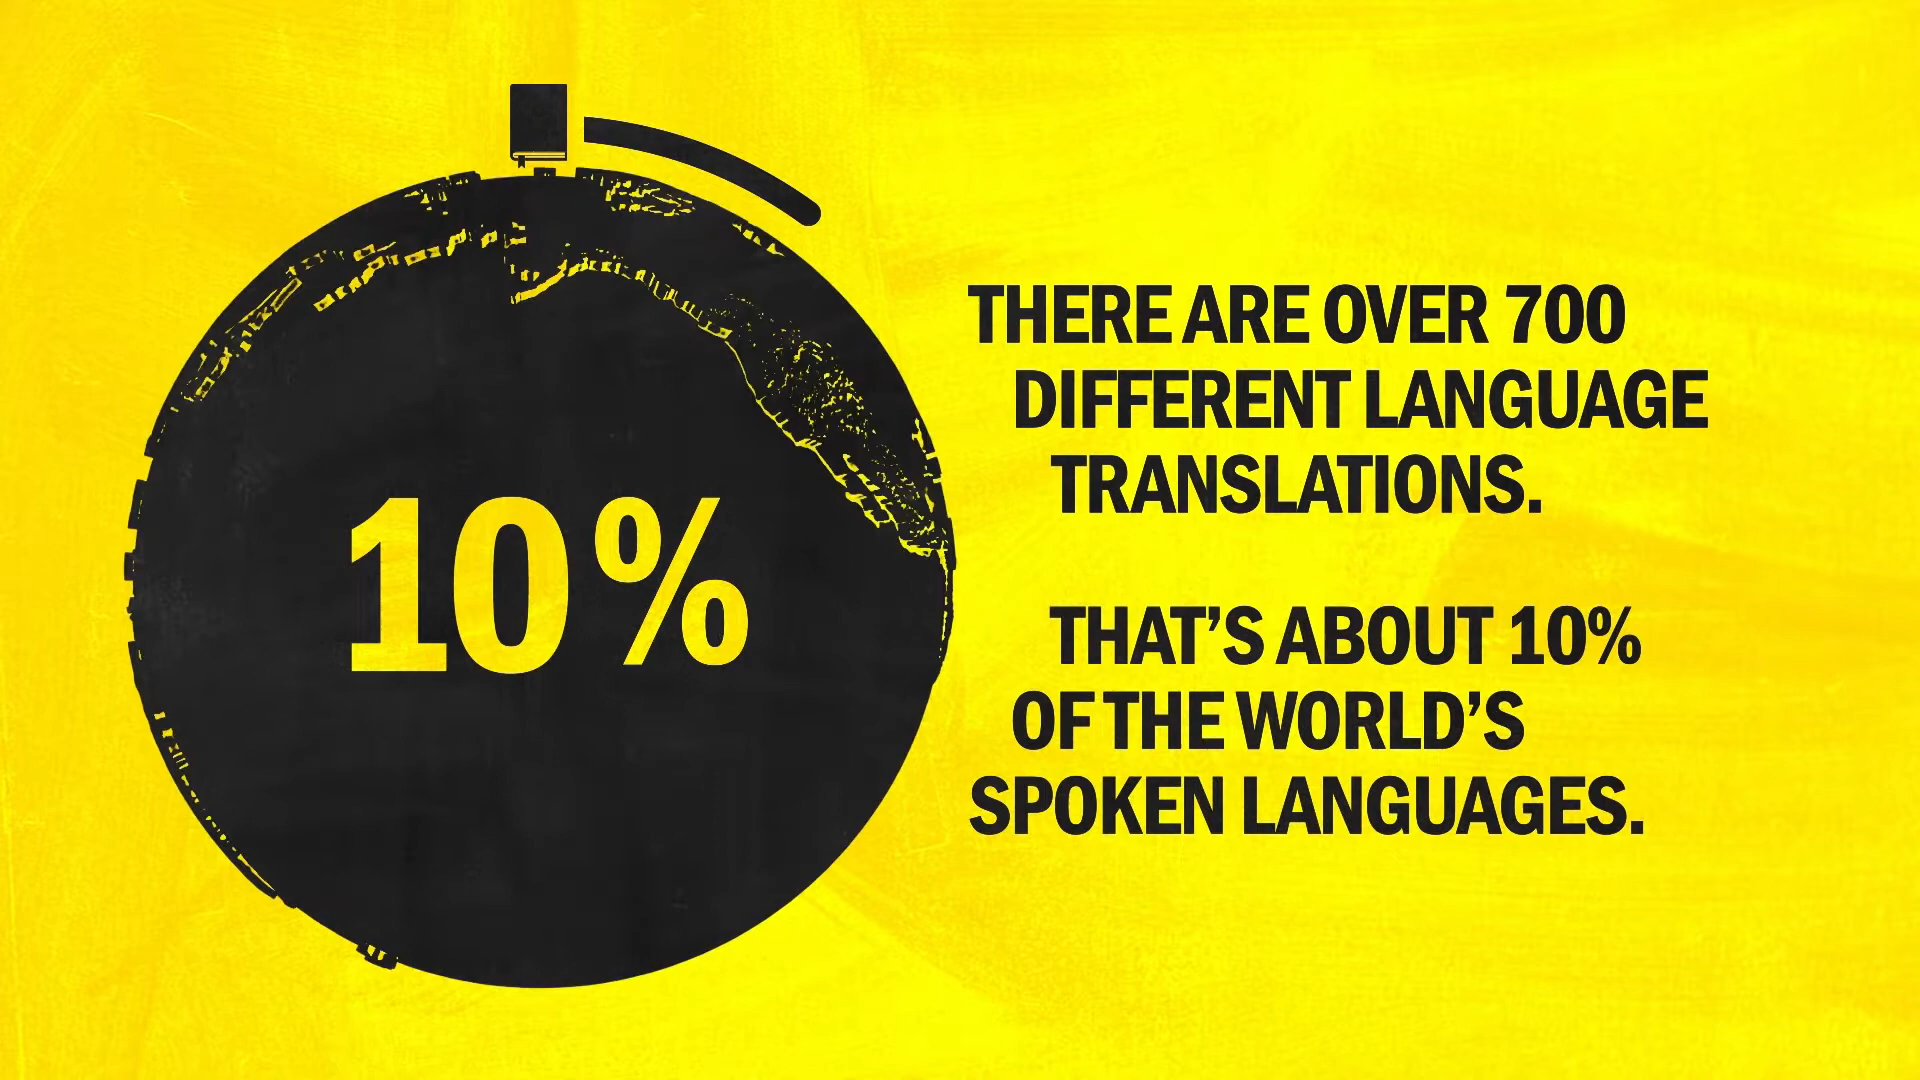 10%
THERE ARE OVER 700
DIFFERENT LANGUAGE
TRANSLATIONS.
THAT’S ABOUT 10%
OF THE WORLD’S
SPOKEN LANGUAGES.